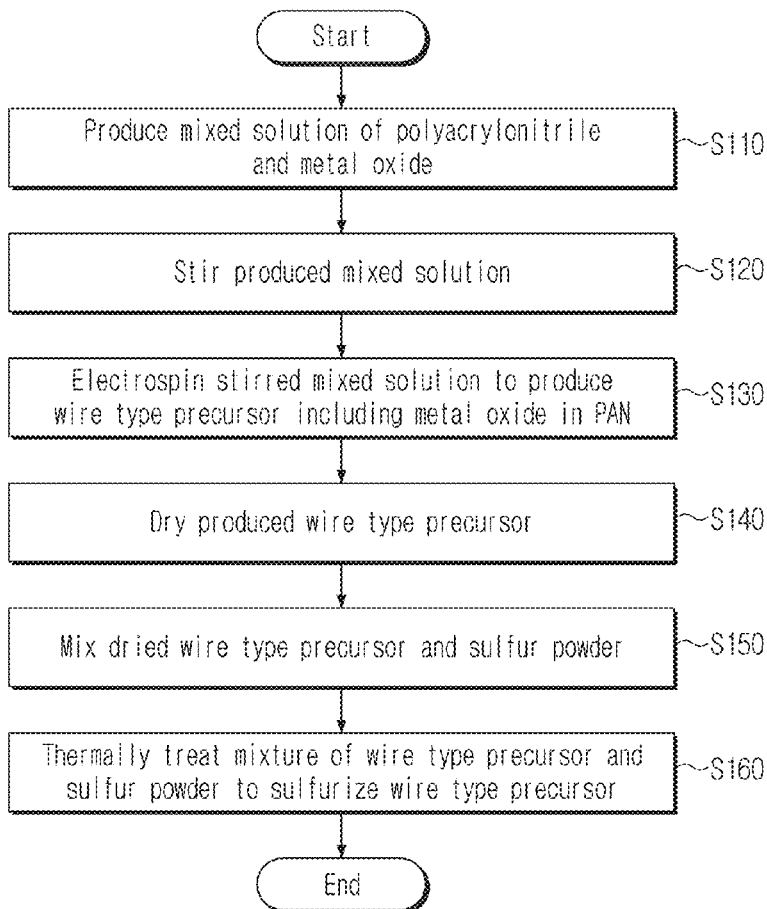 Start
Produce mixed solution of polyacrylonitrile
and metal oxide
S110
Stir produced mixed solution
S120
Electrospin stirred mixed solution to produce
wire type precursor including metal oxide in PAN
S130
Dry produced wire type precursor
S140
Mix dried wire type precursor and sulfur powder
S150
Thermally treat mixture of wire type precursor and
sulfur powder to sulfurize wire type precursor
S160
End